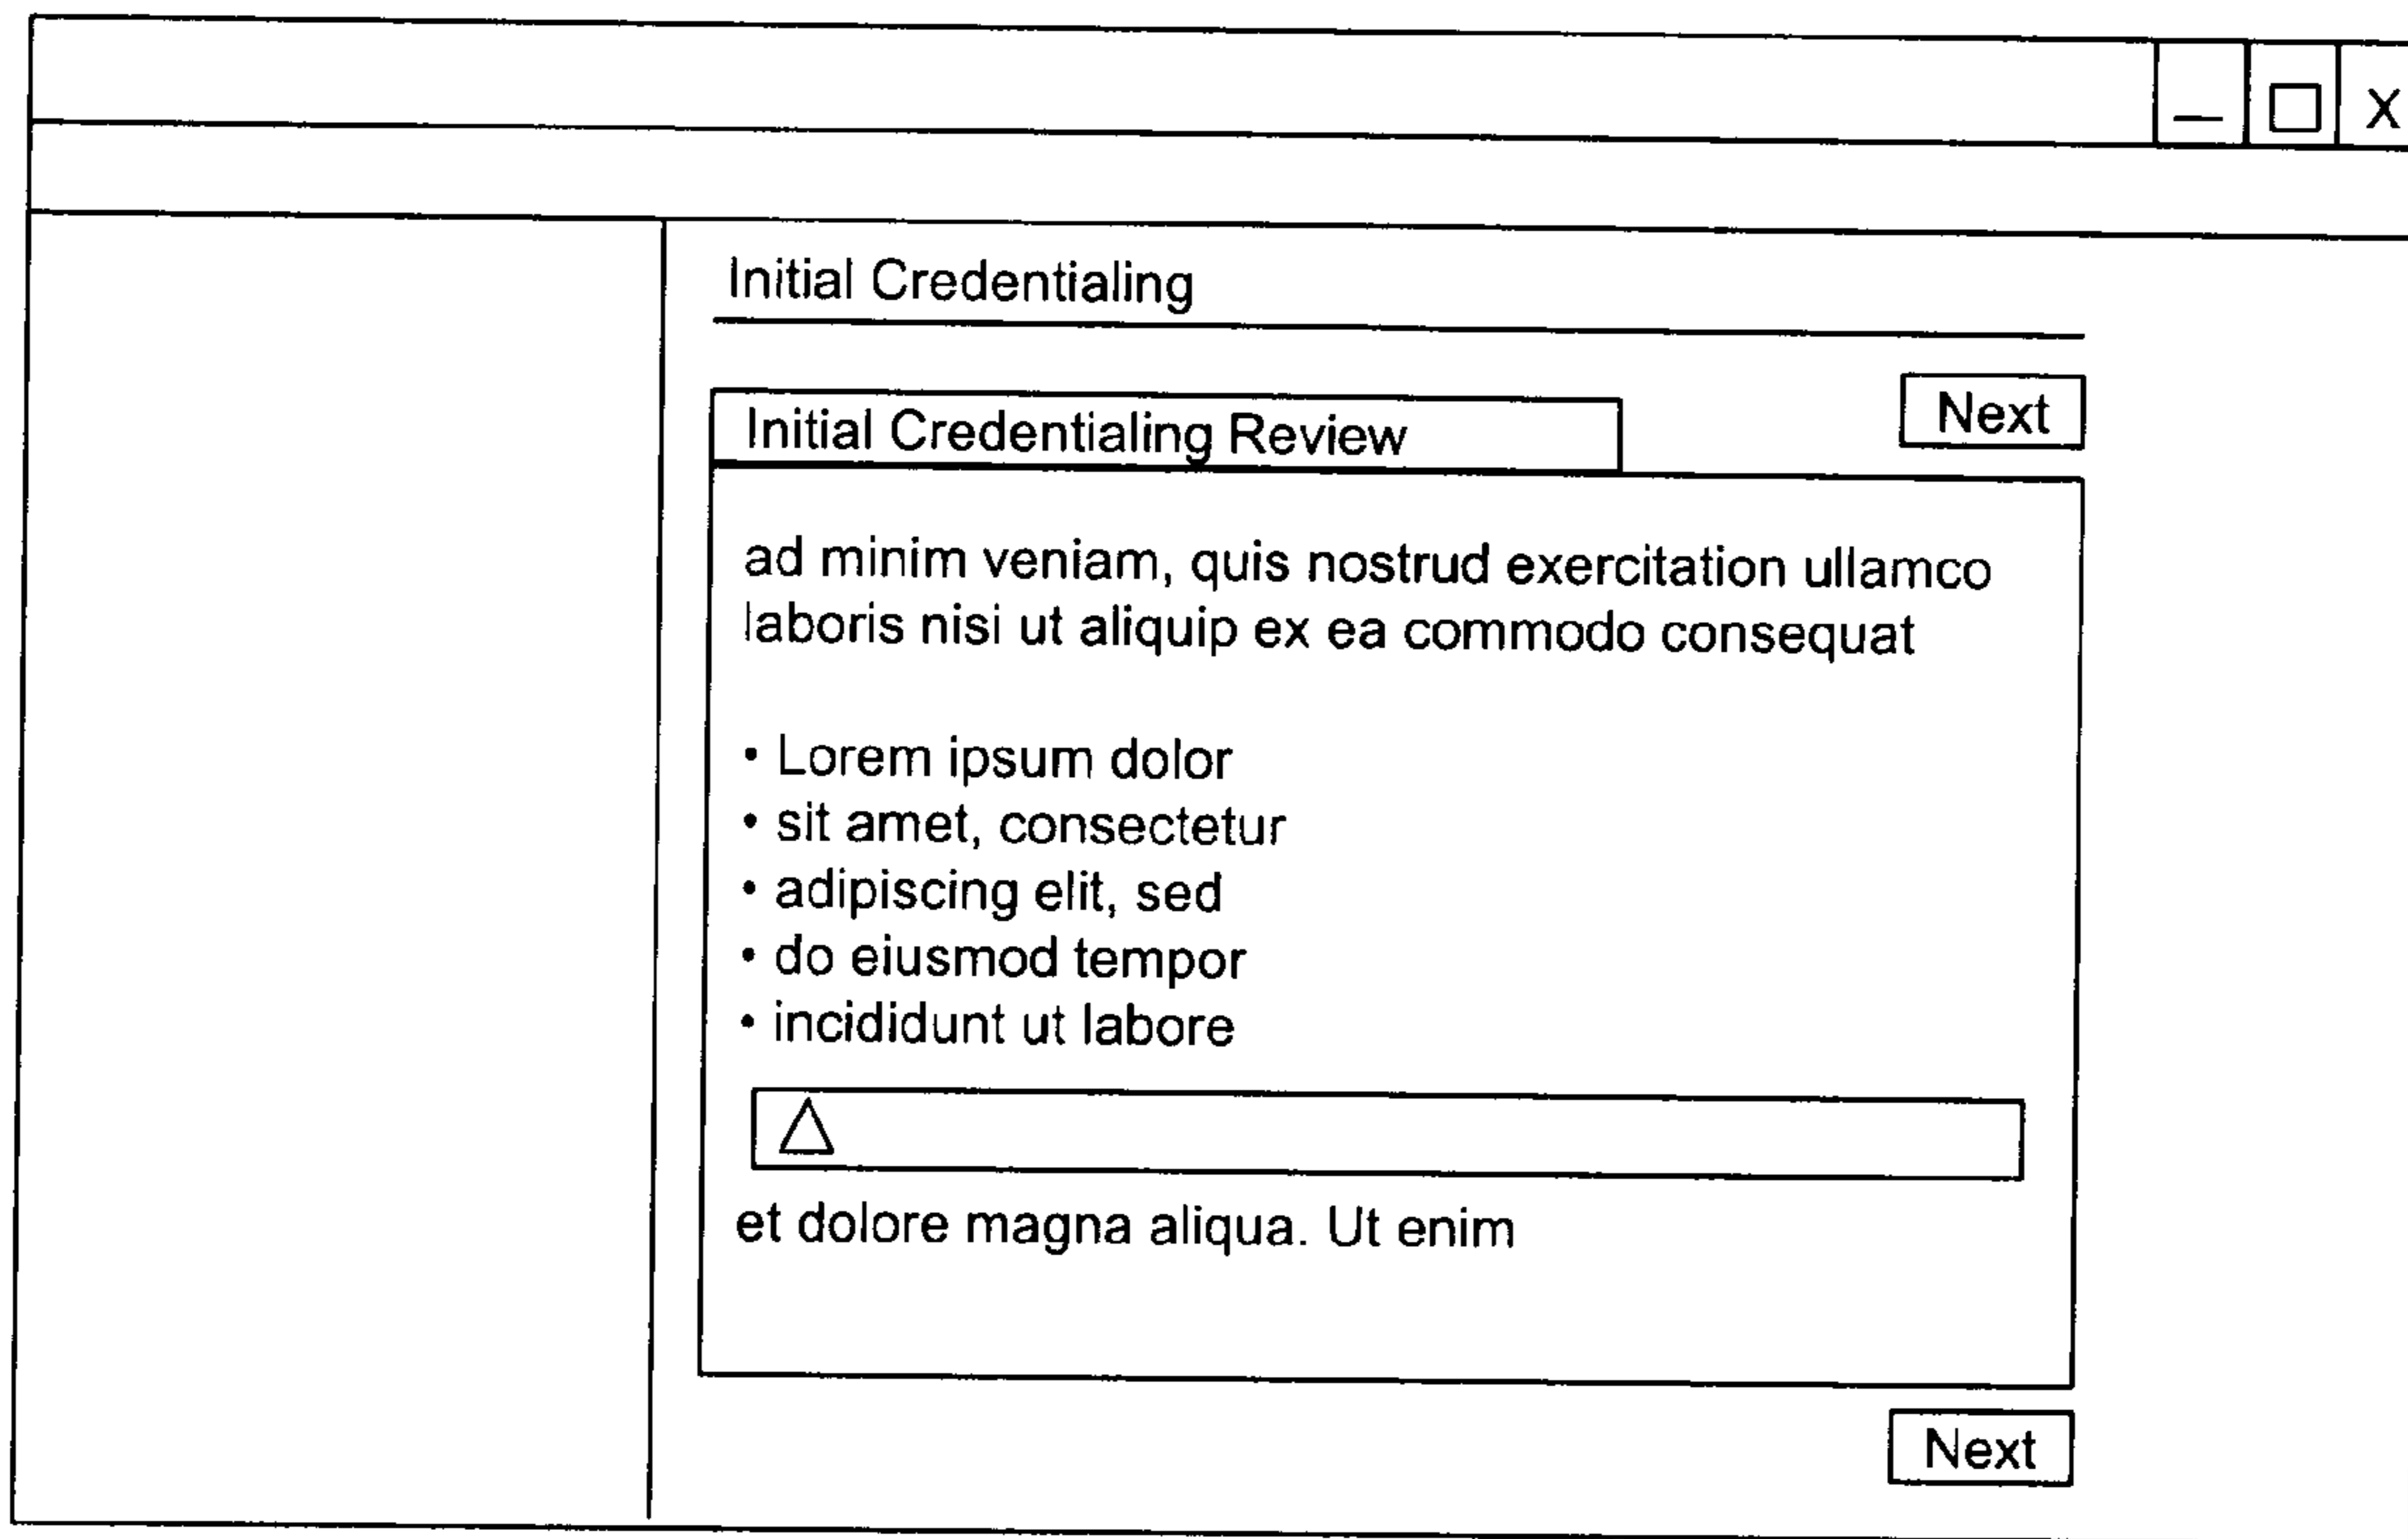 X
Initial Credentialing
Next
Initial Credentialing Review
ad minim veniam, quis nostrud exercitation ullamco
laboris nisi ut aliquip ex ea commodo consequat
• Lorem ipsum dolor
• sit amet, consectetur
• adipiscing elit, sed
• do eiusmod tempor
• incididunt ut labore
et dolore magna aliqua. Ut enim
Next